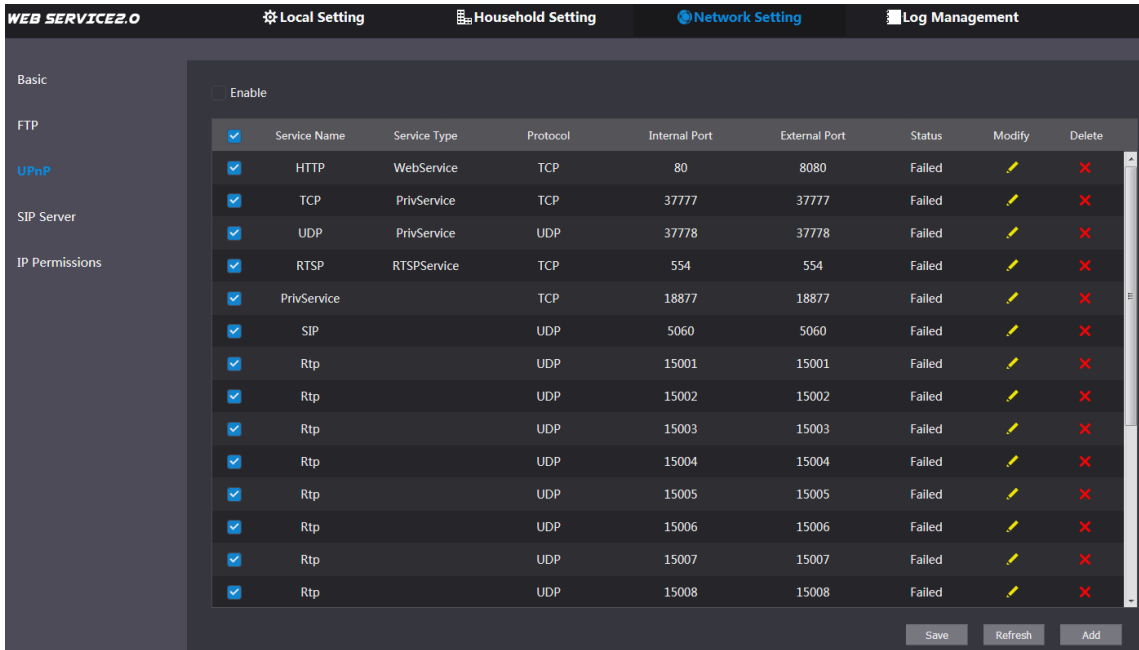 WEB SERVICE2.0 Local Setting Household Setting Network Setting Log Management
Basic
FTP
UPnP
SIP Server
IP Permissions
Enable
Service Name Service Type Protocol Internal Port External Port Status Modify Delete
HTTP WebService TCP 80 8080 Failed
TCP PrivService TCP 37777 37777 Failed
UDP PrivService UDP 37778 37778 Failed
RTSP RTSPService TCP 554 554 Failed
PrivService TCP 18877 18877 Failed
SIP UDP 5060 5060 Failed
Rtp UDP 15001 15001 Failed
Rtp UDP 15002 15002 Failed
Rtp UDP 15003 15003 Failed
Rtp UDP 15004 15004 Failed
Rtp UDP 15005 15005 Failed
Rtp UDP 15006 15006 Failed
Rtp UDP 15007 15007 Failed
Rtp UDP 15008 15008 Failed
Save Refresh Add